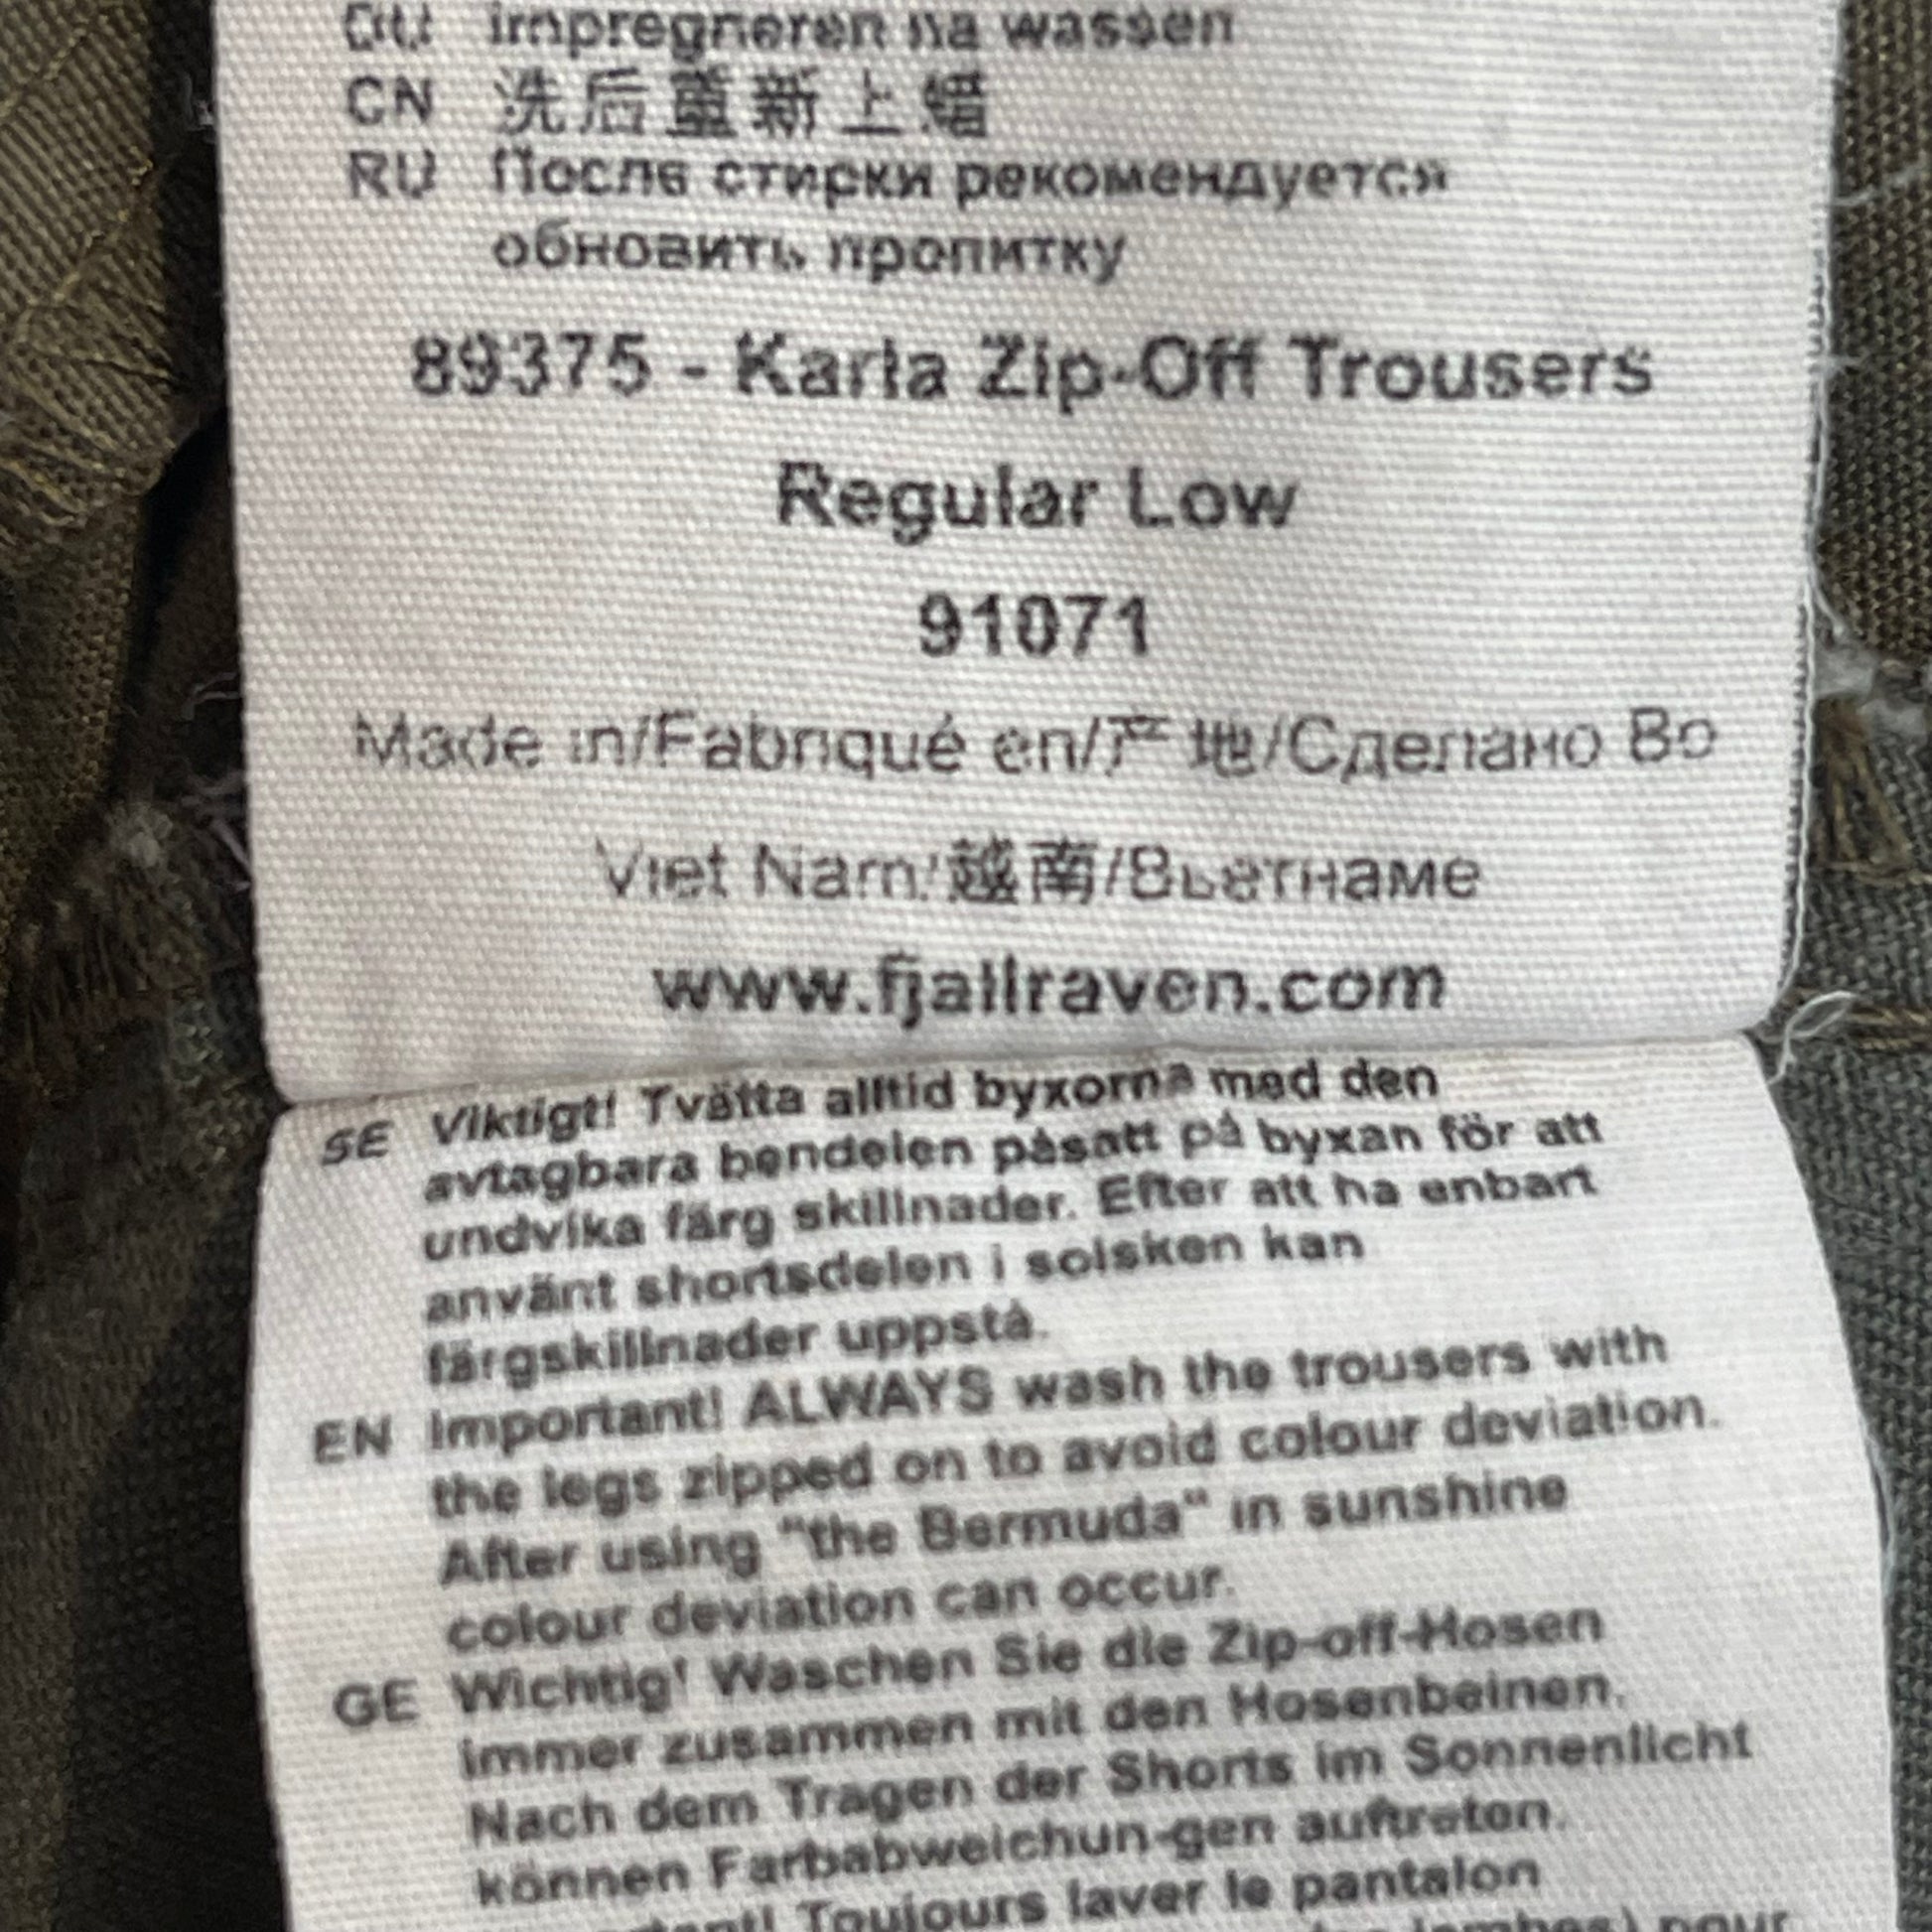 DU impregneren na wassen
CN 洗后重新上蜡
RU После стирки рекомендуется
обновить пропитку
89375 - Karla Zip-Off Trousers
Regular Low
91071
Made in/Fabriqué en/产地/Сделано Во
Viet Nam/越南/Вьетнаме
www.fjallraven.com
SE Viktigt! Tvätta alltid byxorna med den
avtagbara bendelen påsatt på byxan för att
undvika färg skillnader. Efter att ha enbart
använt shortsdelen i solsken kan
färgskillnader uppstå.
EN Important! ALWAYS wash the trousers with
the legs zipped on to avoid colour deviation.
After using "the Bermuda" in sunshine
colour deviation can occur.
GE Wichtig! Waschen Sie die Zip-off-Hosen
immer zusammen mit den Hosenbeinen.
Nach dem Tragen der Shorts im Sonnenlicht
können Farbabweichun-gen auftreten.
Toujours laver le pantalon
jambes) pour